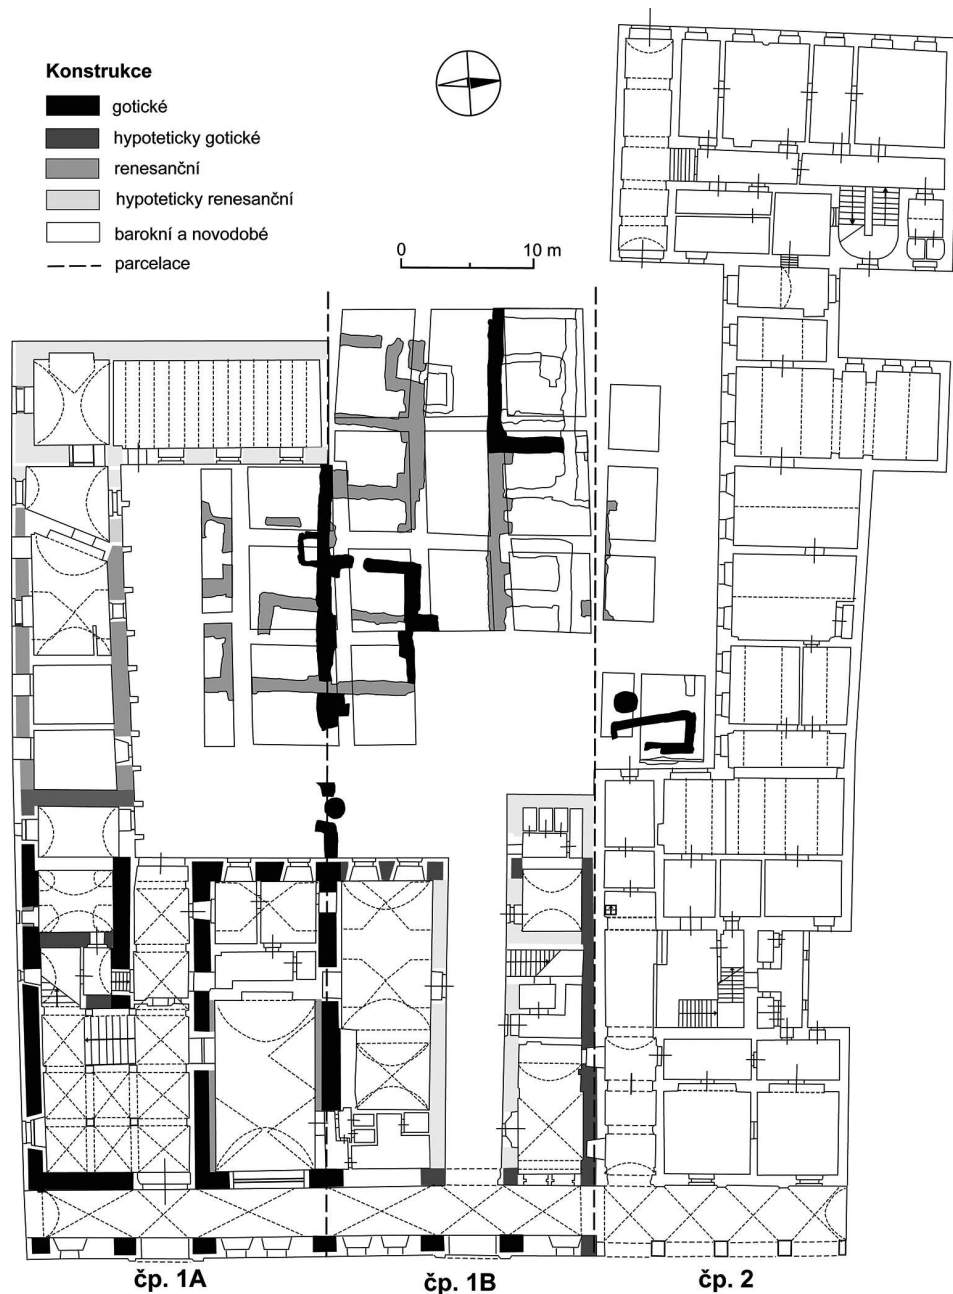 Konstrukce
gotické
hypoteticky gotické
renesanční
hypoteticky renesanční
barokní a novodobé
parcelace
0 10 m
čp. 1A
čp. 1B
čp. 2